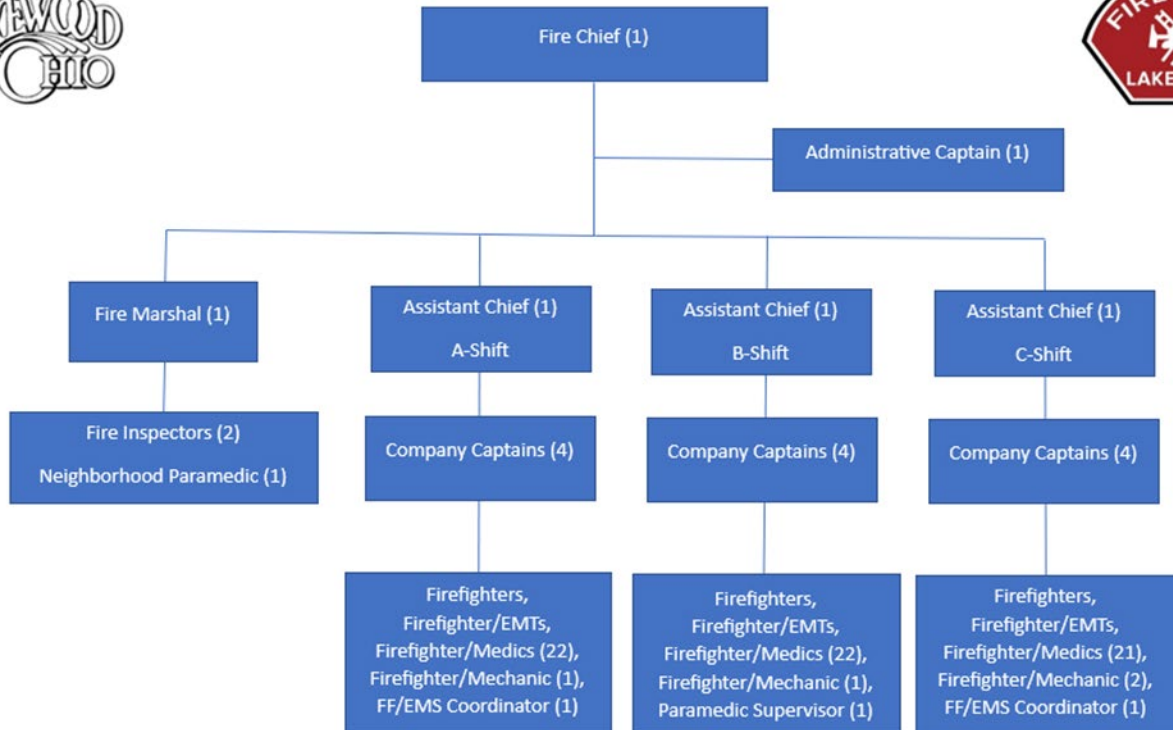 OHIO
FIRE
LAKE
Fire Chief (1)
Administrative Captain (1)
Fire Marshal (1)
Assistant Chief (1)
A-Shift
Assistant Chief (1)
B-Shift
Assistant Chief (1)
C-Shift
Fire Inspectors (2)
Neighborhood Paramedic (1)
Company Captains (4)
Company Captains (4)
Company Captains (4)
Firefighters,
Firefighter/EMTs,
Firefighter/Medics (22),
Firefighter/Mechanic (1),
FF/EMS Coordinator (1)
Firefighters,
Firefighter/EMTs,
Firefighter/Medics (22),
Firefighter/Mechanic (1),
Paramedic Supervisor (1)
Firefighters,
Firefighter/EMTs,
Firefighter/Medics (21),
Firefighter/Mechanic (2),
FF/EMS Coordinator (1)